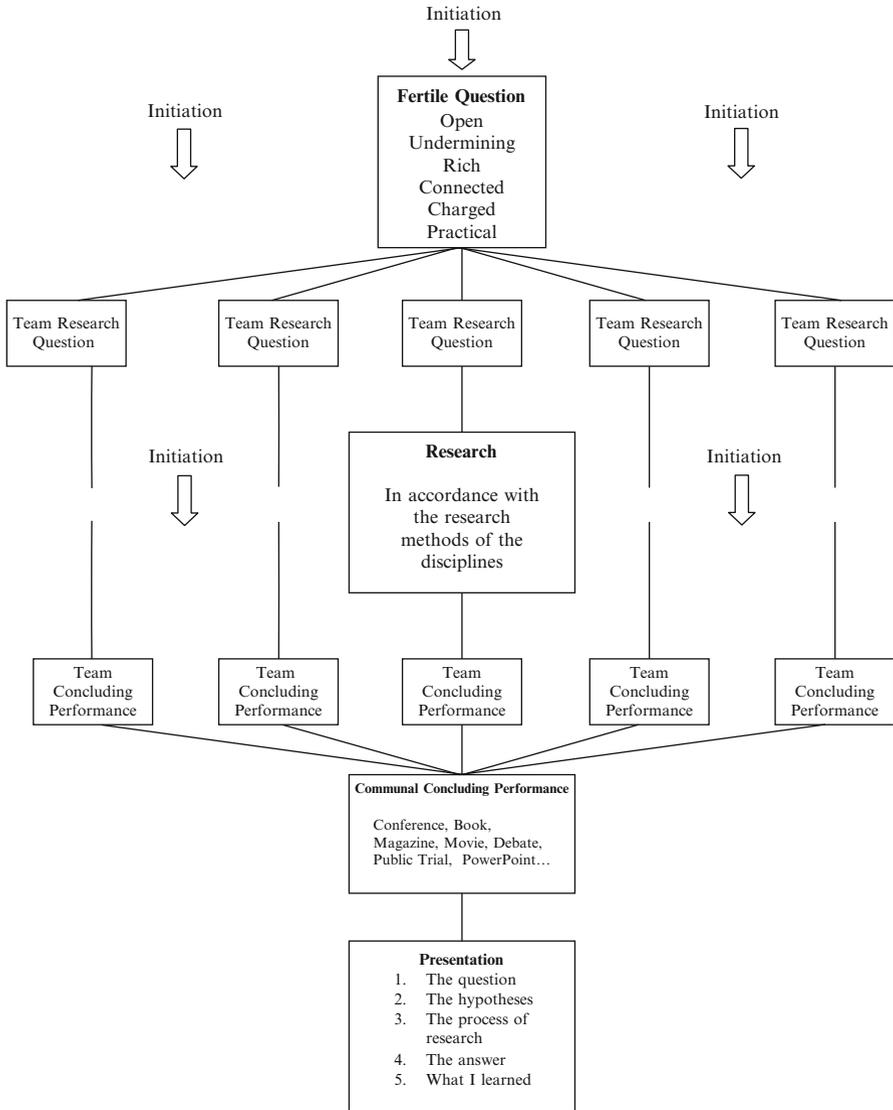 Initiation
Initiation
Initiation
Fertile Question
Open
Undermining
Rich
Connected
Charged
Practical
Team Research
Question
Team Research
Question
Team Research
Question
Team Research
Question
Team Research
Question
Initiation
Initiation
Research
In accordance with
the research
methods of the
disciplines
Team
Concluding
Performance
Team
Concluding
Performance
Team
Concluding
Performance
Team
Concluding
Performance
Team
Concluding
Performance
Communal Concluding Performance
Conference, Book,
Magazine, Movie, Debate,
Public Trial, PowerPoint…
Presentation
1. The question
2. The hypotheses
3. The process of
research
4. The answer
5. What I learned